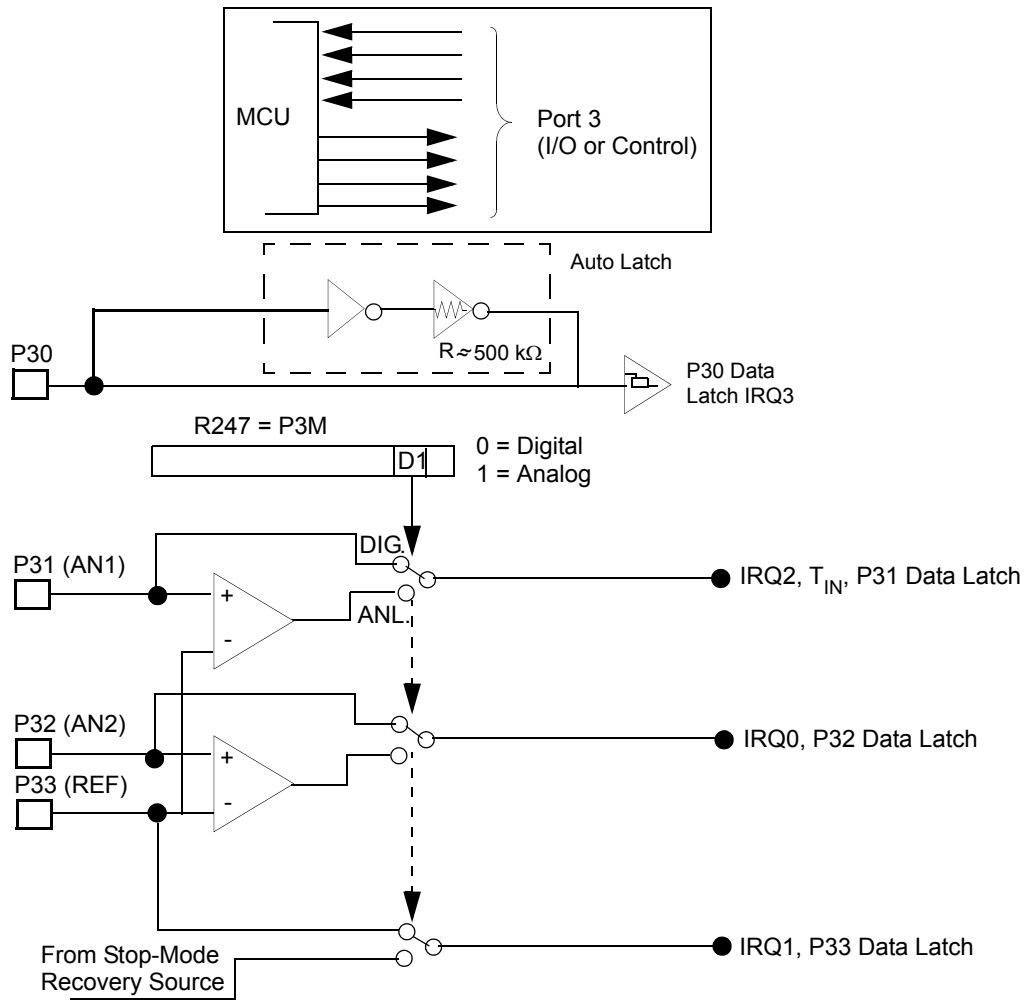 MCU
Port 3
(I/O or Control)
Auto Latch
R≈500 kΩ
P30
P30 Data
Latch IRQ3
R247 = P3M
D1
0 = Digital
1 = Analog
DIG.
P31 (AN1)
+
-
ANL.
IRQ2, TIN, P31 Data Latch
P32 (AN2)
+
IRQ0, P32 Data Latch
P33 (REF)
-
From Stop-Mode
Recovery Source
IRQ1, P33 Data Latch